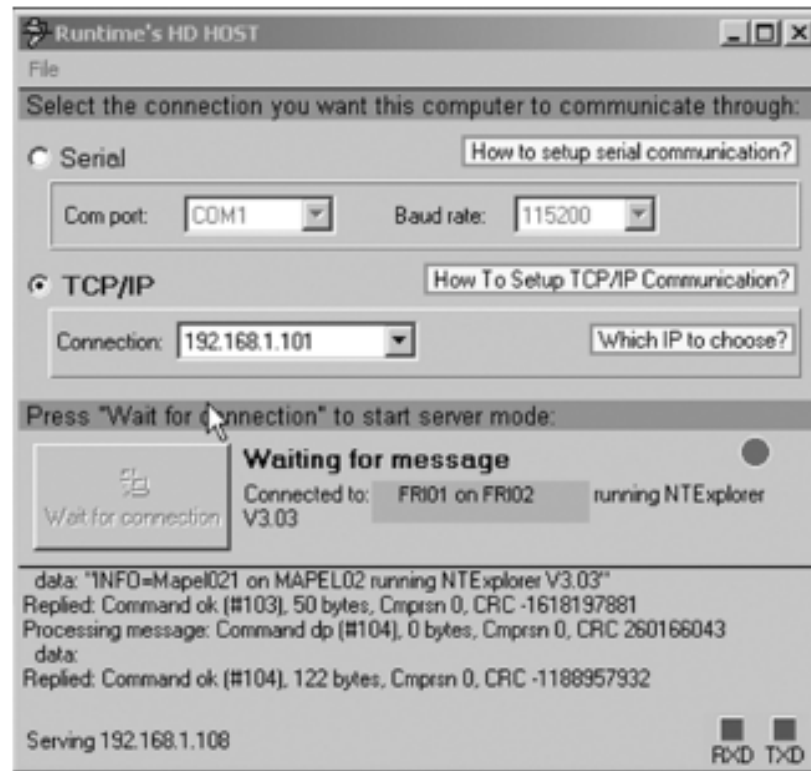 Runtime's HD HOST
File
Select the connection you want this computer to communicate through:
Serial
How to setup serial communication?
Com port: COM1 Baud rate: 115200
TCP/IP
How To Setup TCP/IP Communication?
Connection: 192.168.1.101 Which IP to choose?
Press "Wait for connection" to start server mode:
Wait for connection
Waiting for message
Connected to: FRI01 on FRI02 running NTExplorer
V3.03
data: "INFO=Mapel021 on MAPEL02 running NTExplorer V3.03"
Replied: Command ok (#103), 50 bytes, Cmprsn 0, CRC -1618197881
Processing message: Command dp (#104), 0 bytes, Cmprsn 0, CRC 260166043
data:
Replied: Command ok (#104), 122 bytes, Cmprsn 0, CRC -1188957932
Serving 192.168.1.108
RXD TXD